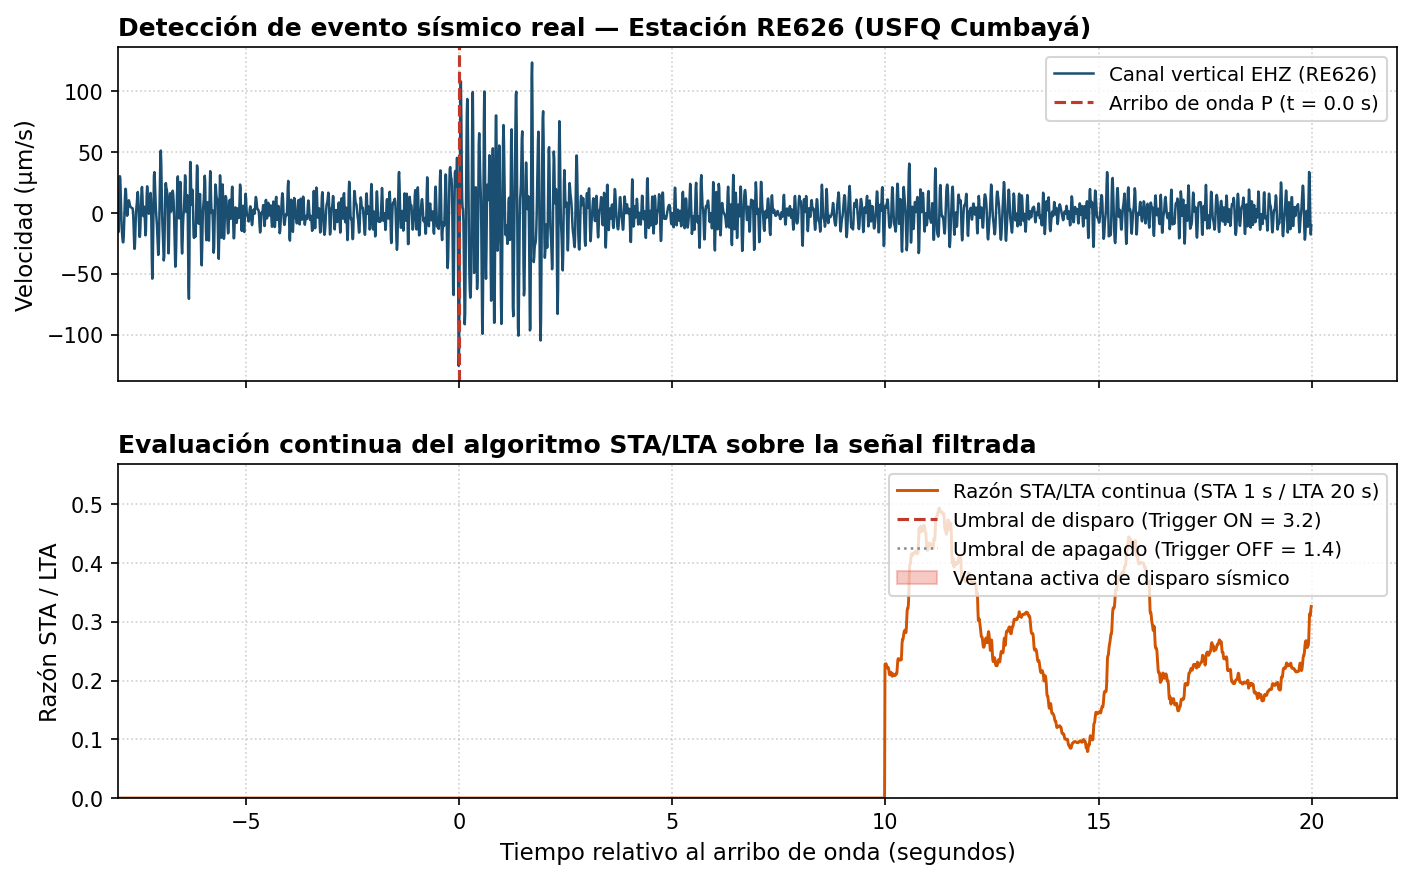 Detección de evento sísmico real — Estación RE626 (USFQ Cumbayá)
Canal vertical EHZ (RE626)
Arribo de onda P (t = 0.0 s)
Velocidad (μm/s)
100
50
0
−50
−100
Evaluación continua del algoritmo STA/LTA sobre la señal filtrada
Razón STA/LTA continua (STA 1 s / LTA 20 s)
Umbral de disparo (Trigger ON = 3.2)
Umbral de apagado (Trigger OFF = 1.4)
Ventana activa de disparo sísmico
Razón STA / LTA
0.5
0.4
0.3
0.2
0.1
0.0
−5 0 5 10 15 20
Tiempo relativo al arribo de onda (segundos)